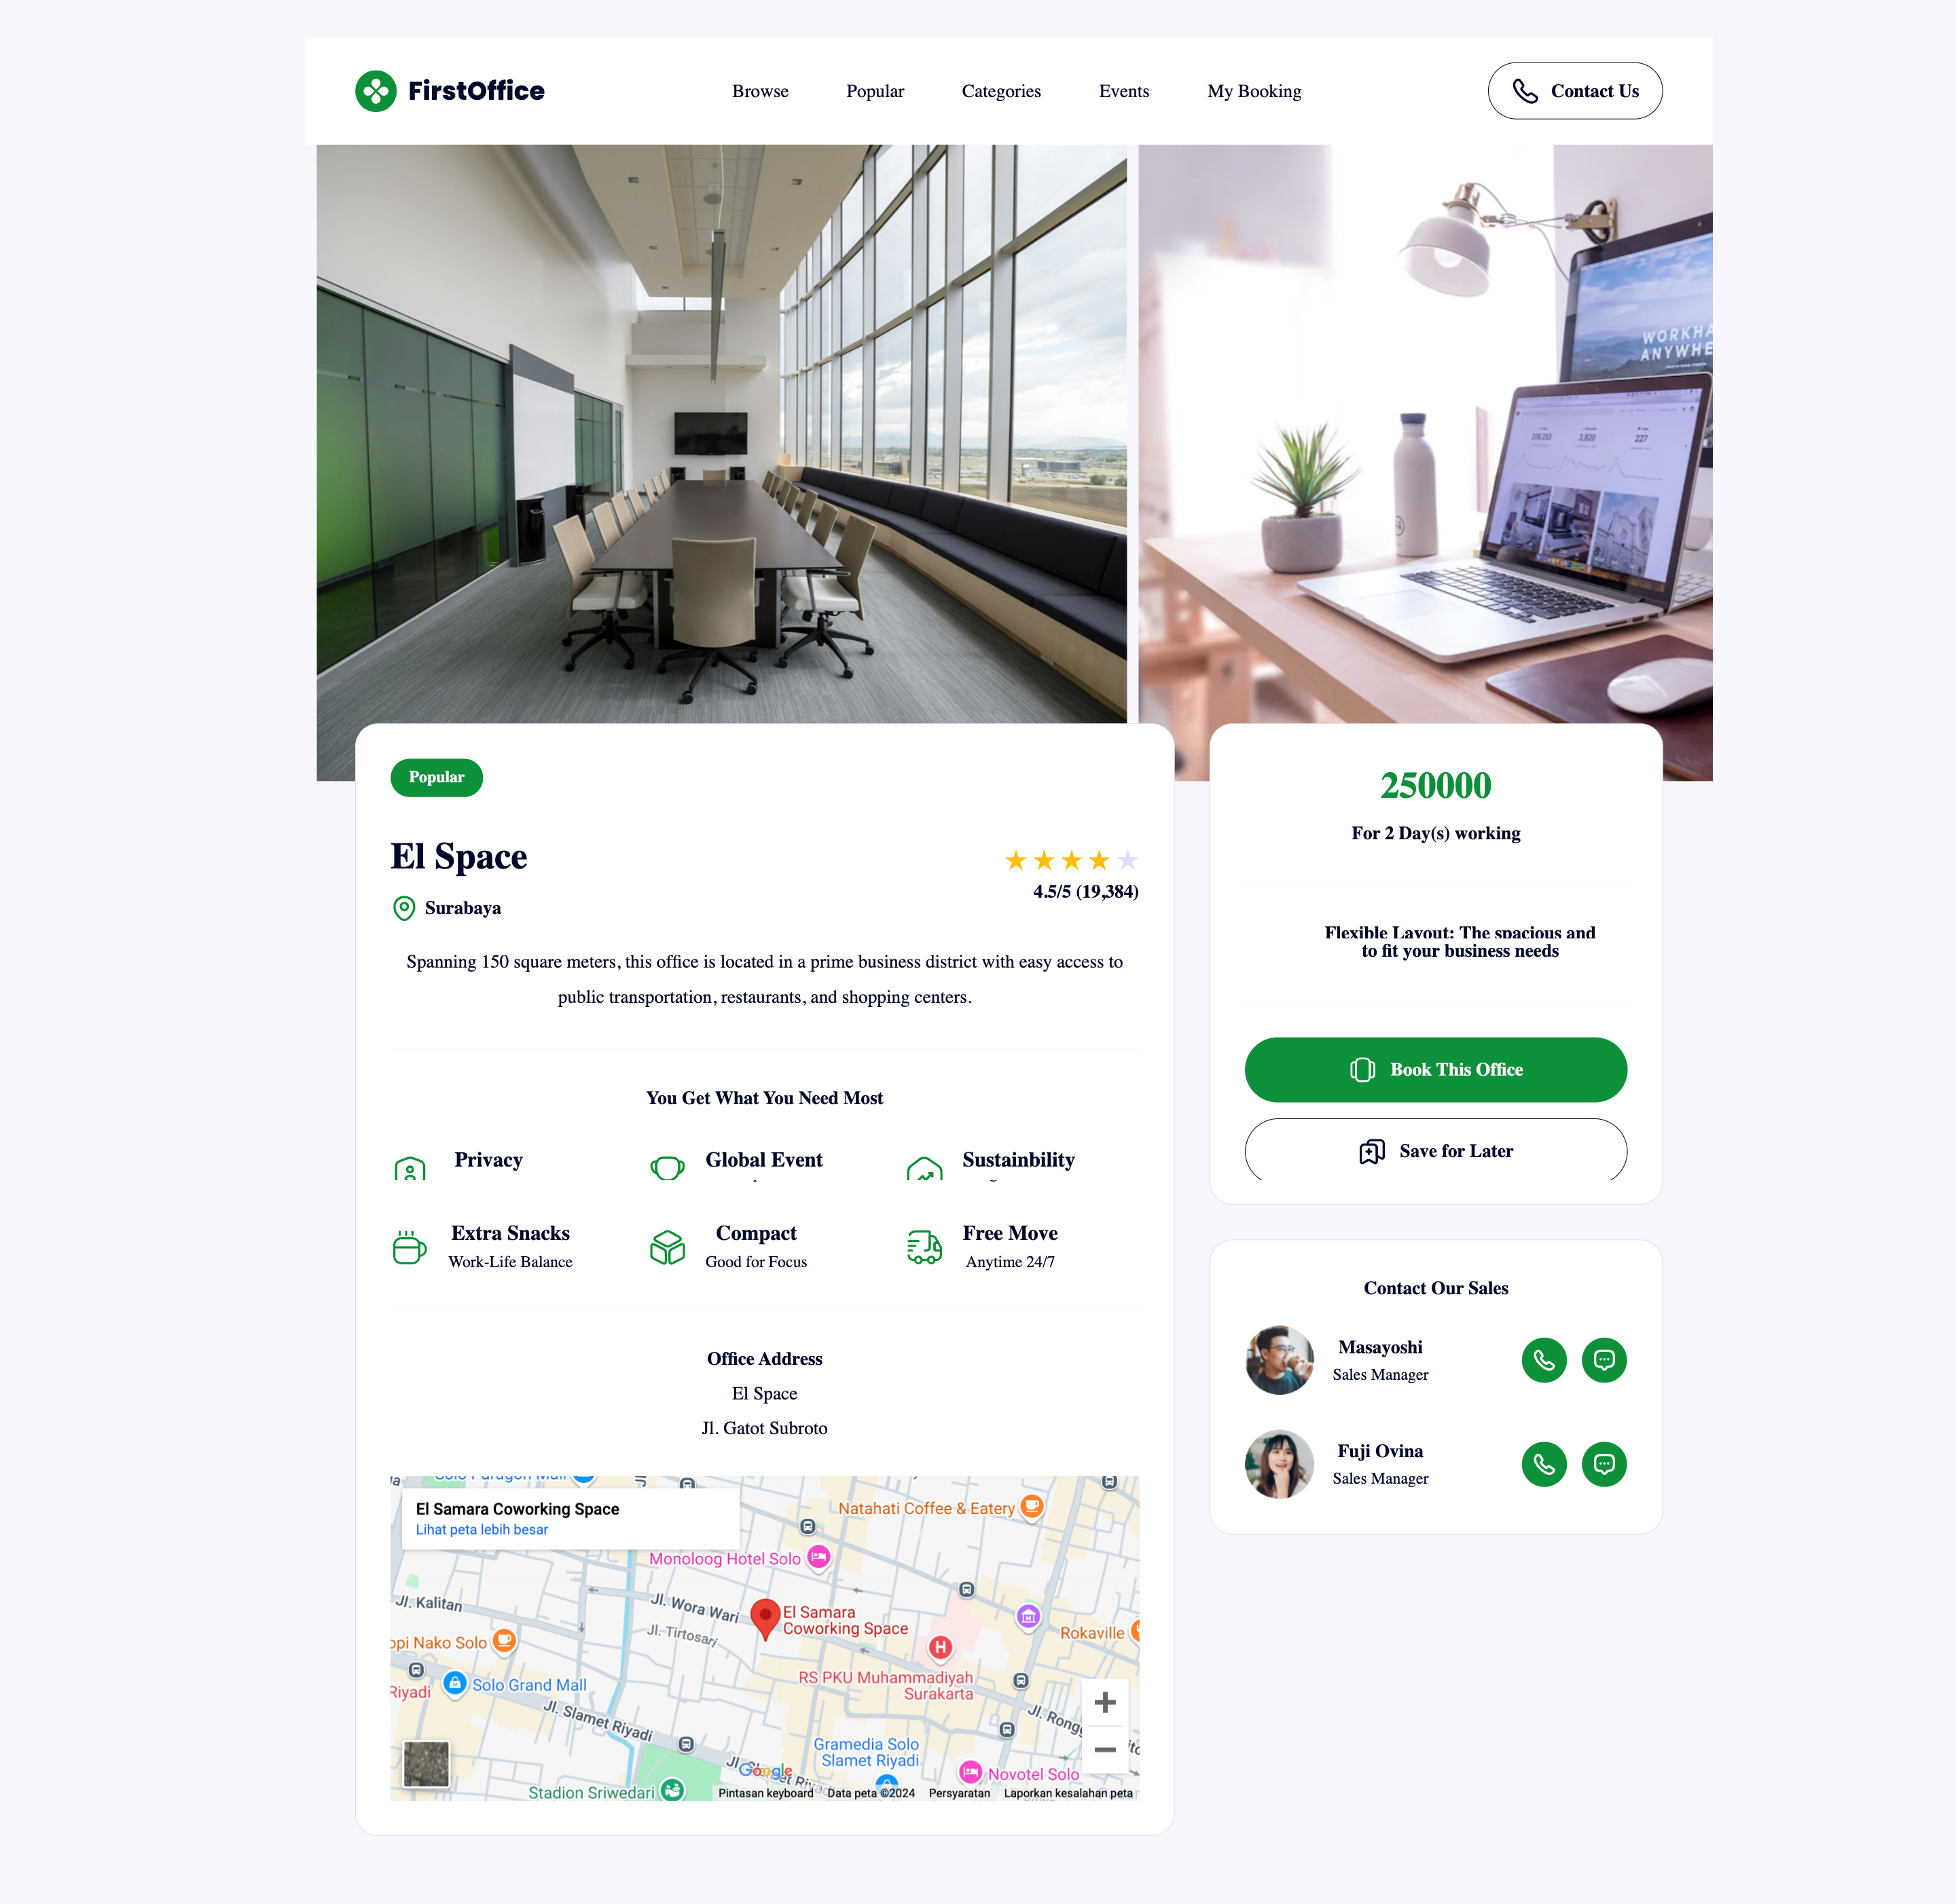 FirstOffice
Browse
Popular
Categories
Events
My Booking
Contact Us
WORKHA
ANYWHE
Popular
El Space
4.5/5 (19,384)
Surabaya
Spanning 150 square meters, this office is located in a prime business district with easy access to
public transportation, restaurants, and shopping centers.
You Get What You Need Most
Privacy
Global Event
Sustainbility
Extra Snacks
Work-Life Balance
Compact
Good for Focus
Free Move
Anytime 24/7
Office Address
El Space
Jl. Gatot Subroto
Solo Paragon Mall
El Samara Coworking Space
Lihat peta lebih besar
Natahati Coffee & Eatery
Monoloog Hotel Solo
Jl. Kalitan
Jl. Wora Wari
Jl. Tirtosari
El Samara
Coworking Space
opi Nako Solo
Rokaville
H
RS PKU Muhammadiyah
Surakarta
Solo Grand Mall
Riyadi
Jl. Slamet Riyadi
Jl. Rongg
Gramedia Solo
Slamet Riyadi
Google
Novotel Solo
Stadion Sriwedari
Pintasan keyboard
Data peta ©2024
Persyaratan
Laporkan kesalahan peta
250000
For 2 Day(s) working
Flexible Layout: The spacious and
to fit your business needs
Book This Office
Save for Later
Contact Our Sales
Masayoshi
Sales Manager
Fuji Ovina
Sales Manager